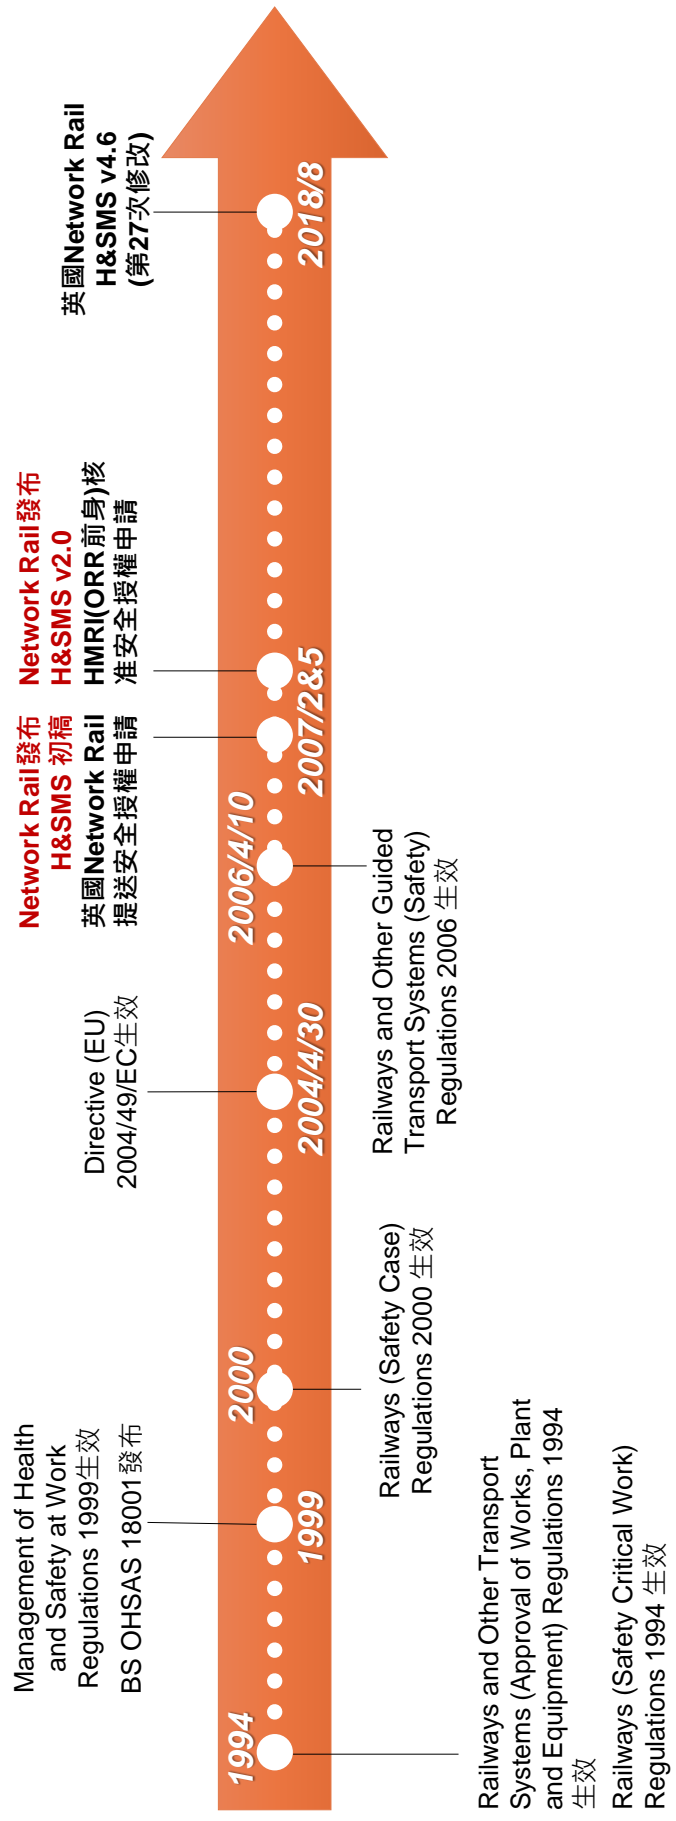 1994
Railways and Other Transport
Systems (Approval of Works, Plant
and Equipment) Regulations 1994
生效
Railways (Safety Critical Work)
Regulations 1994 生效
Management of Health
and Safety at Work
Regulations 1999生效
BS OHSAS 18001發布
1999
2000
Railways (Safety Case)
Regulations 2000 生效
Directive (EU)
2004/49/EC生效
2004/4/30
2006/4/10
Railways and Other Guided
Transport Systems (Safety)
Regulations 2006 生效
Network Rail發布
H&SMS 初稿
英國Network Rail
提送安全授權申請
Network Rail發布
H&SMS v2.0
HMRI(ORR前身)核
准安全授權申請
2007/2&5
英國Network Rail
H&SMS v4.6
(第27次修改)
2018/8